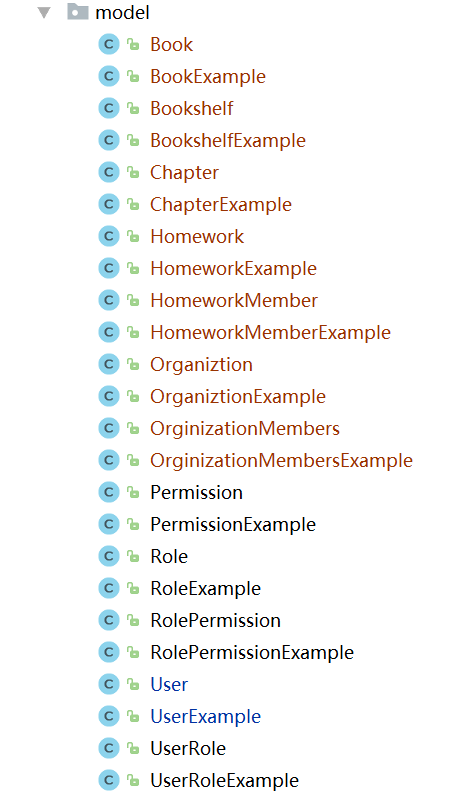 model
C Book
C BookExample
C Bookshelf
C BookshelfExample
C Chapter
C ChapterExample
C Homework
C HomeworkExample
C HomeworkMember
C HomeworkMemberExample
C Organiztion
C OrganiztionExample
C OrginizationMembers
C OrginizationMembersExample
C Permission
C PermissionExample
C Role
C RoleExample
C RolePermission
C RolePermissionExample
C User
C UserExample
C UserRole
C UserRoleExample